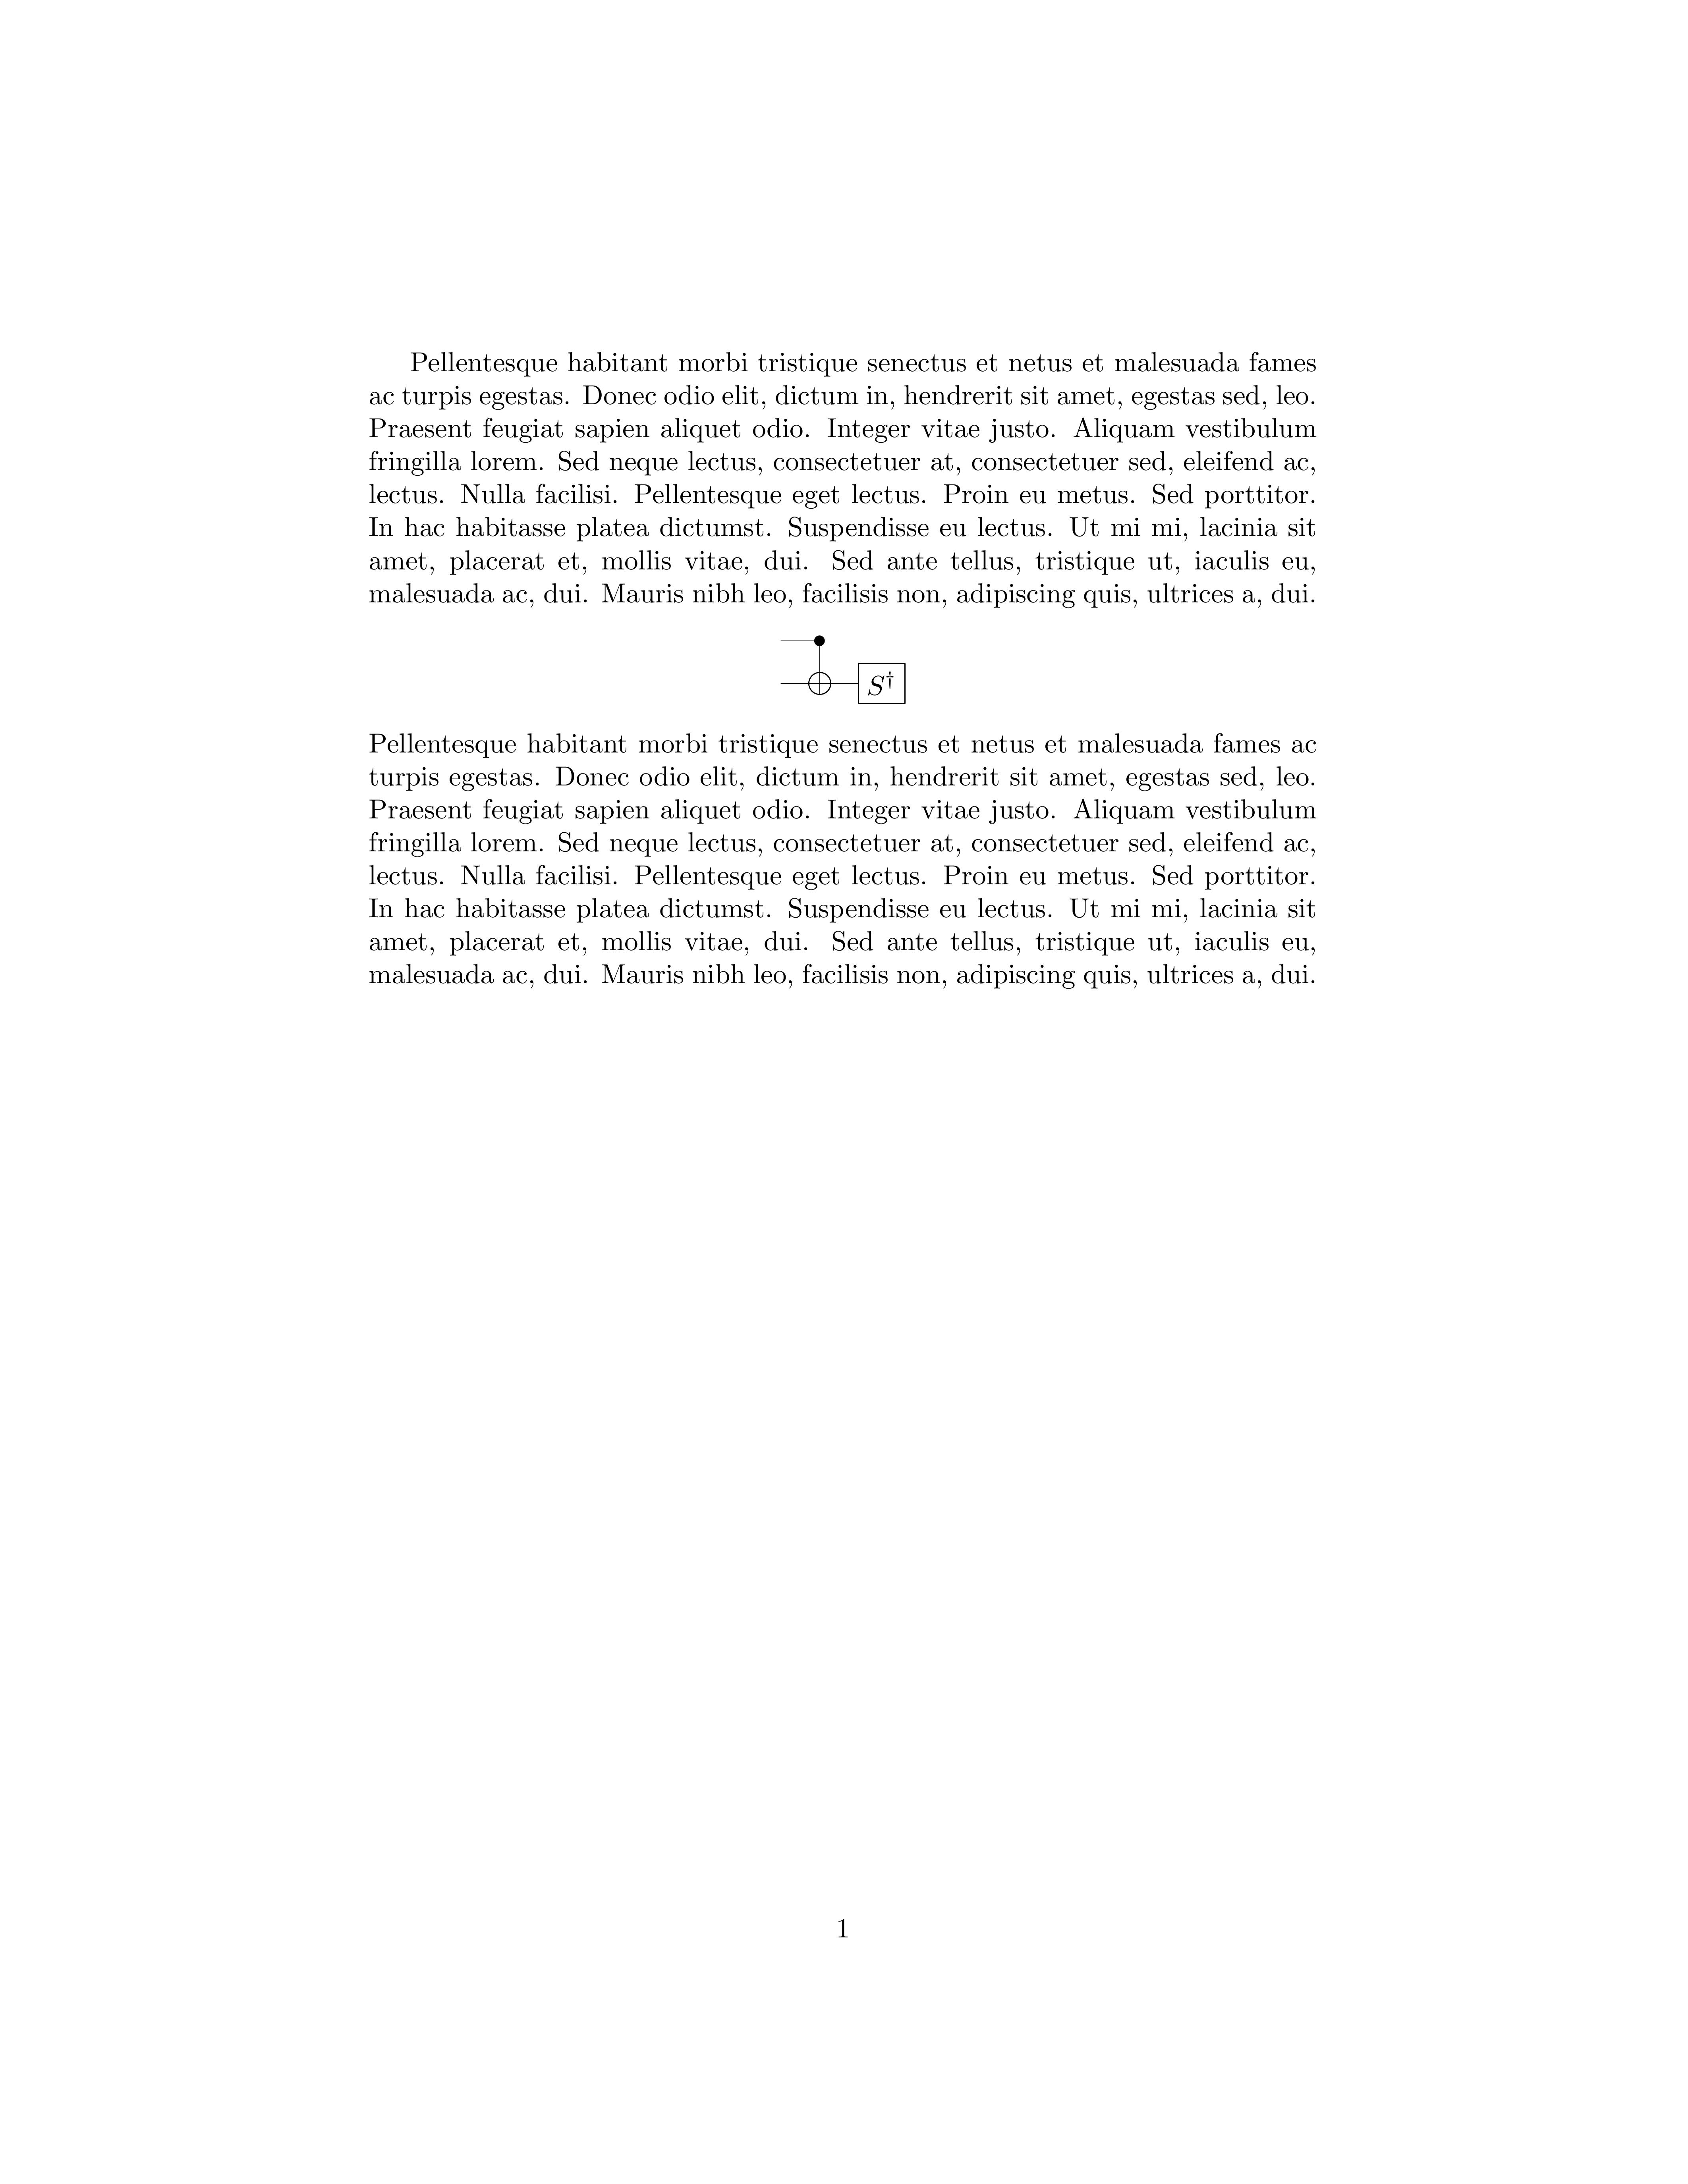 Pellentesque habitant morbi tristique senectus et netus et malesuada fames
ac turpis egestas. Donec odio elit, dictum in, hendrerit sit amet, egestas sed, leo.
Praesent feugiat sapien aliquet odio. Integer vitae justo. Aliquam vestibulum
fringilla lorem. Sed neque lectus, consectetuer at, consectetuer sed, eleifend ac,
lectus. Nulla facilisi. Pellentesque eget lectus. Proin eu metus. Sed porttitor.
In hac habitasse platea dictumst. Suspendisse eu lectus. Ut mi mi, lacinia sit
amet, placerat et, mollis vitae, dui. Sed ante tellus, tristique ut, iaculis eu,
malesuada ac, dui. Mauris nibh leo, facilisis non, adipiscing quis, ultrices a, dui.
S†
Pellentesque habitant morbi tristique senectus et netus et malesuada fames ac
turpis egestas. Donec odio elit, dictum in, hendrerit sit amet, egestas sed, leo.
Praesent feugiat sapien aliquet odio. Integer vitae justo. Aliquam vestibulum
fringilla lorem. Sed neque lectus, consectetuer at, consectetuer sed, eleifend ac,
lectus. Nulla facilisi. Pellentesque eget lectus. Proin eu metus. Sed porttitor.
In hac habitasse platea dictumst. Suspendisse eu lectus. Ut mi mi, lacinia sit
amet, placerat et, mollis vitae, dui. Sed ante tellus, tristique ut, iaculis eu,
malesuada ac, dui. Mauris nibh leo, facilisis non, adipiscing quis, ultrices a, dui.
1